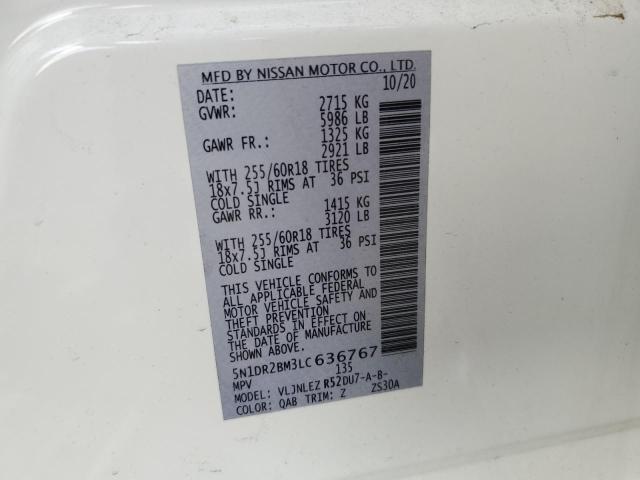 MFD BY NISSAN MOTOR CO., LTD.
DATE: 10/20
GVWR: 2715 KG
5986 LB
GAWR FR.: 1325 KG
2921 LB
WITH 255/60R18 TIRES
18x7.5J RIMS AT 36 PSI
COLD SINGLE
GAWR RR.: 1415 KG
3120 LB
WITH 255/60R18 TIRES
18x7.5J RIMS AT 36 PSI
COLD SINGLE
THIS VEHICLE CONFORMS TO
ALL APPLICABLE FEDERAL
MOTOR VEHICLE SAFETY AND
THEFT PREVENTION
STANDARDS IN EFFECT ON
THE DATE OF MANUFACTURE
SHOWN ABOVE.
5N1DR2BM3LC636767
MPV 135
MODEL: VLJNLEZ R52DU7-A-B-
COLOR: QAB TRIM: Z ZS30A